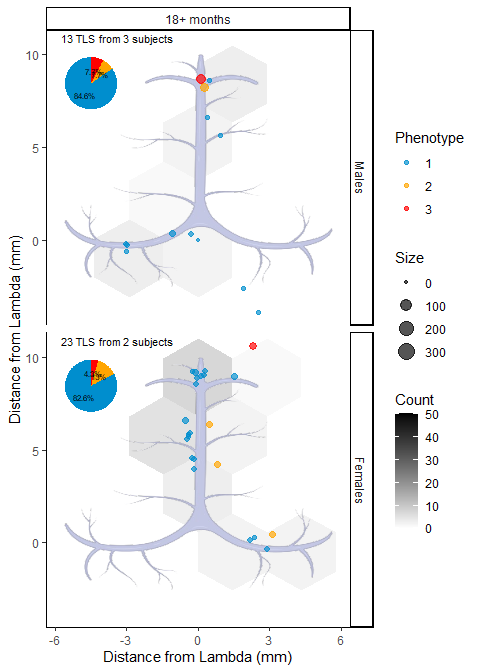 18+ months
13 TLS from 3 subjects
84.6%
10
5
0
Males
23 TLS from 2 subjects
82.6%
10
5
0
Females
-6 -3 0 3 6
Distance from Lambda (mm)
Distance from Lambda (mm)
Phenotype
1
2
3
Size
0
100
200
300
Count
50
40
30
20
10
0